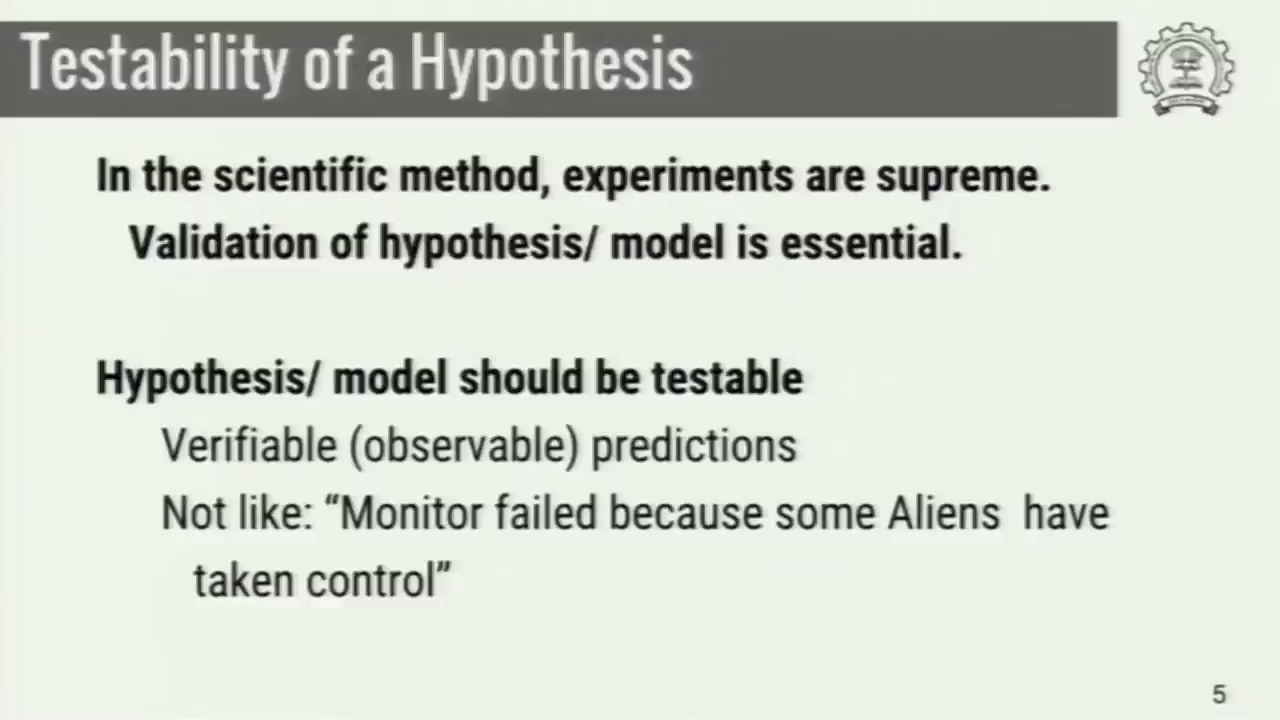 Testability of a Hypothesis
In the scientific method, experiments are supreme.
Validation of hypothesis/ model is essential.
Hypothesis/ model should be testable
Verifiable (observable) predictions
Not like: “Monitor failed because some Aliens have
taken control”
5